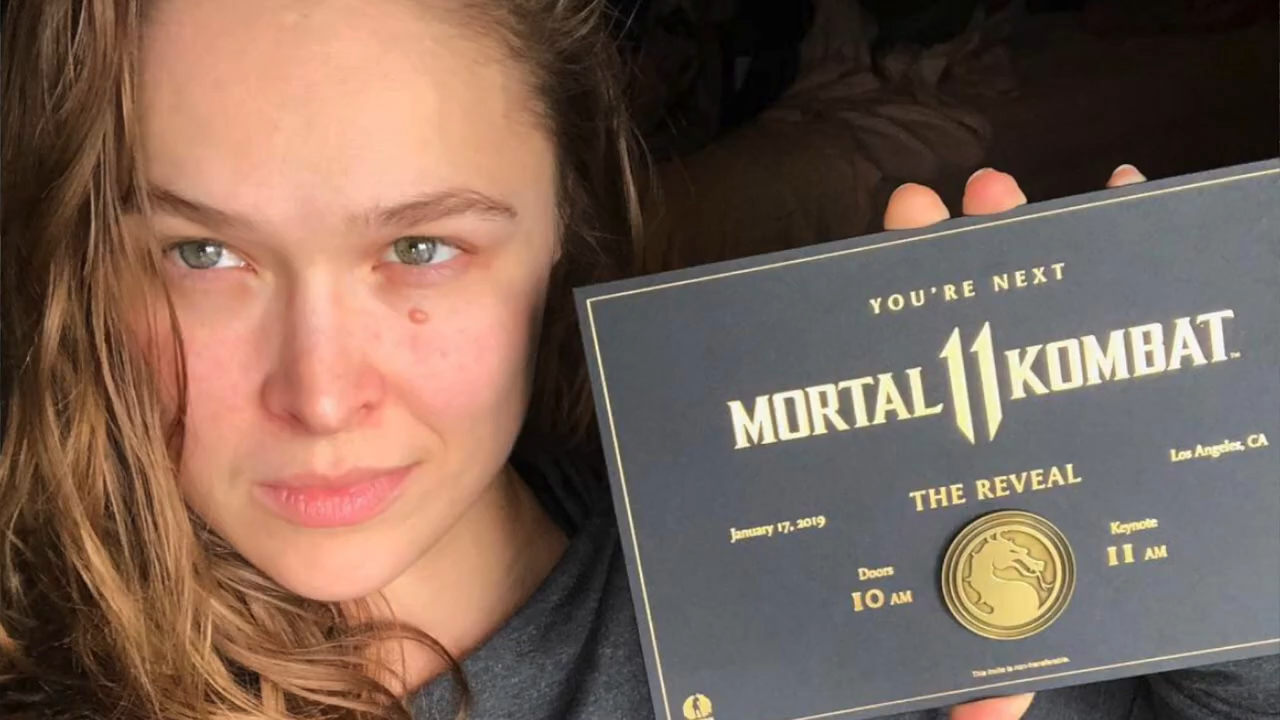 YOU'RE NEXT
MORTAL 11 KOMBAT™
Los Angeles, CA
THE REVEAL
January 17, 2019
Keynote
11 AM
Doors
10 AM
This invite is non-transferable.